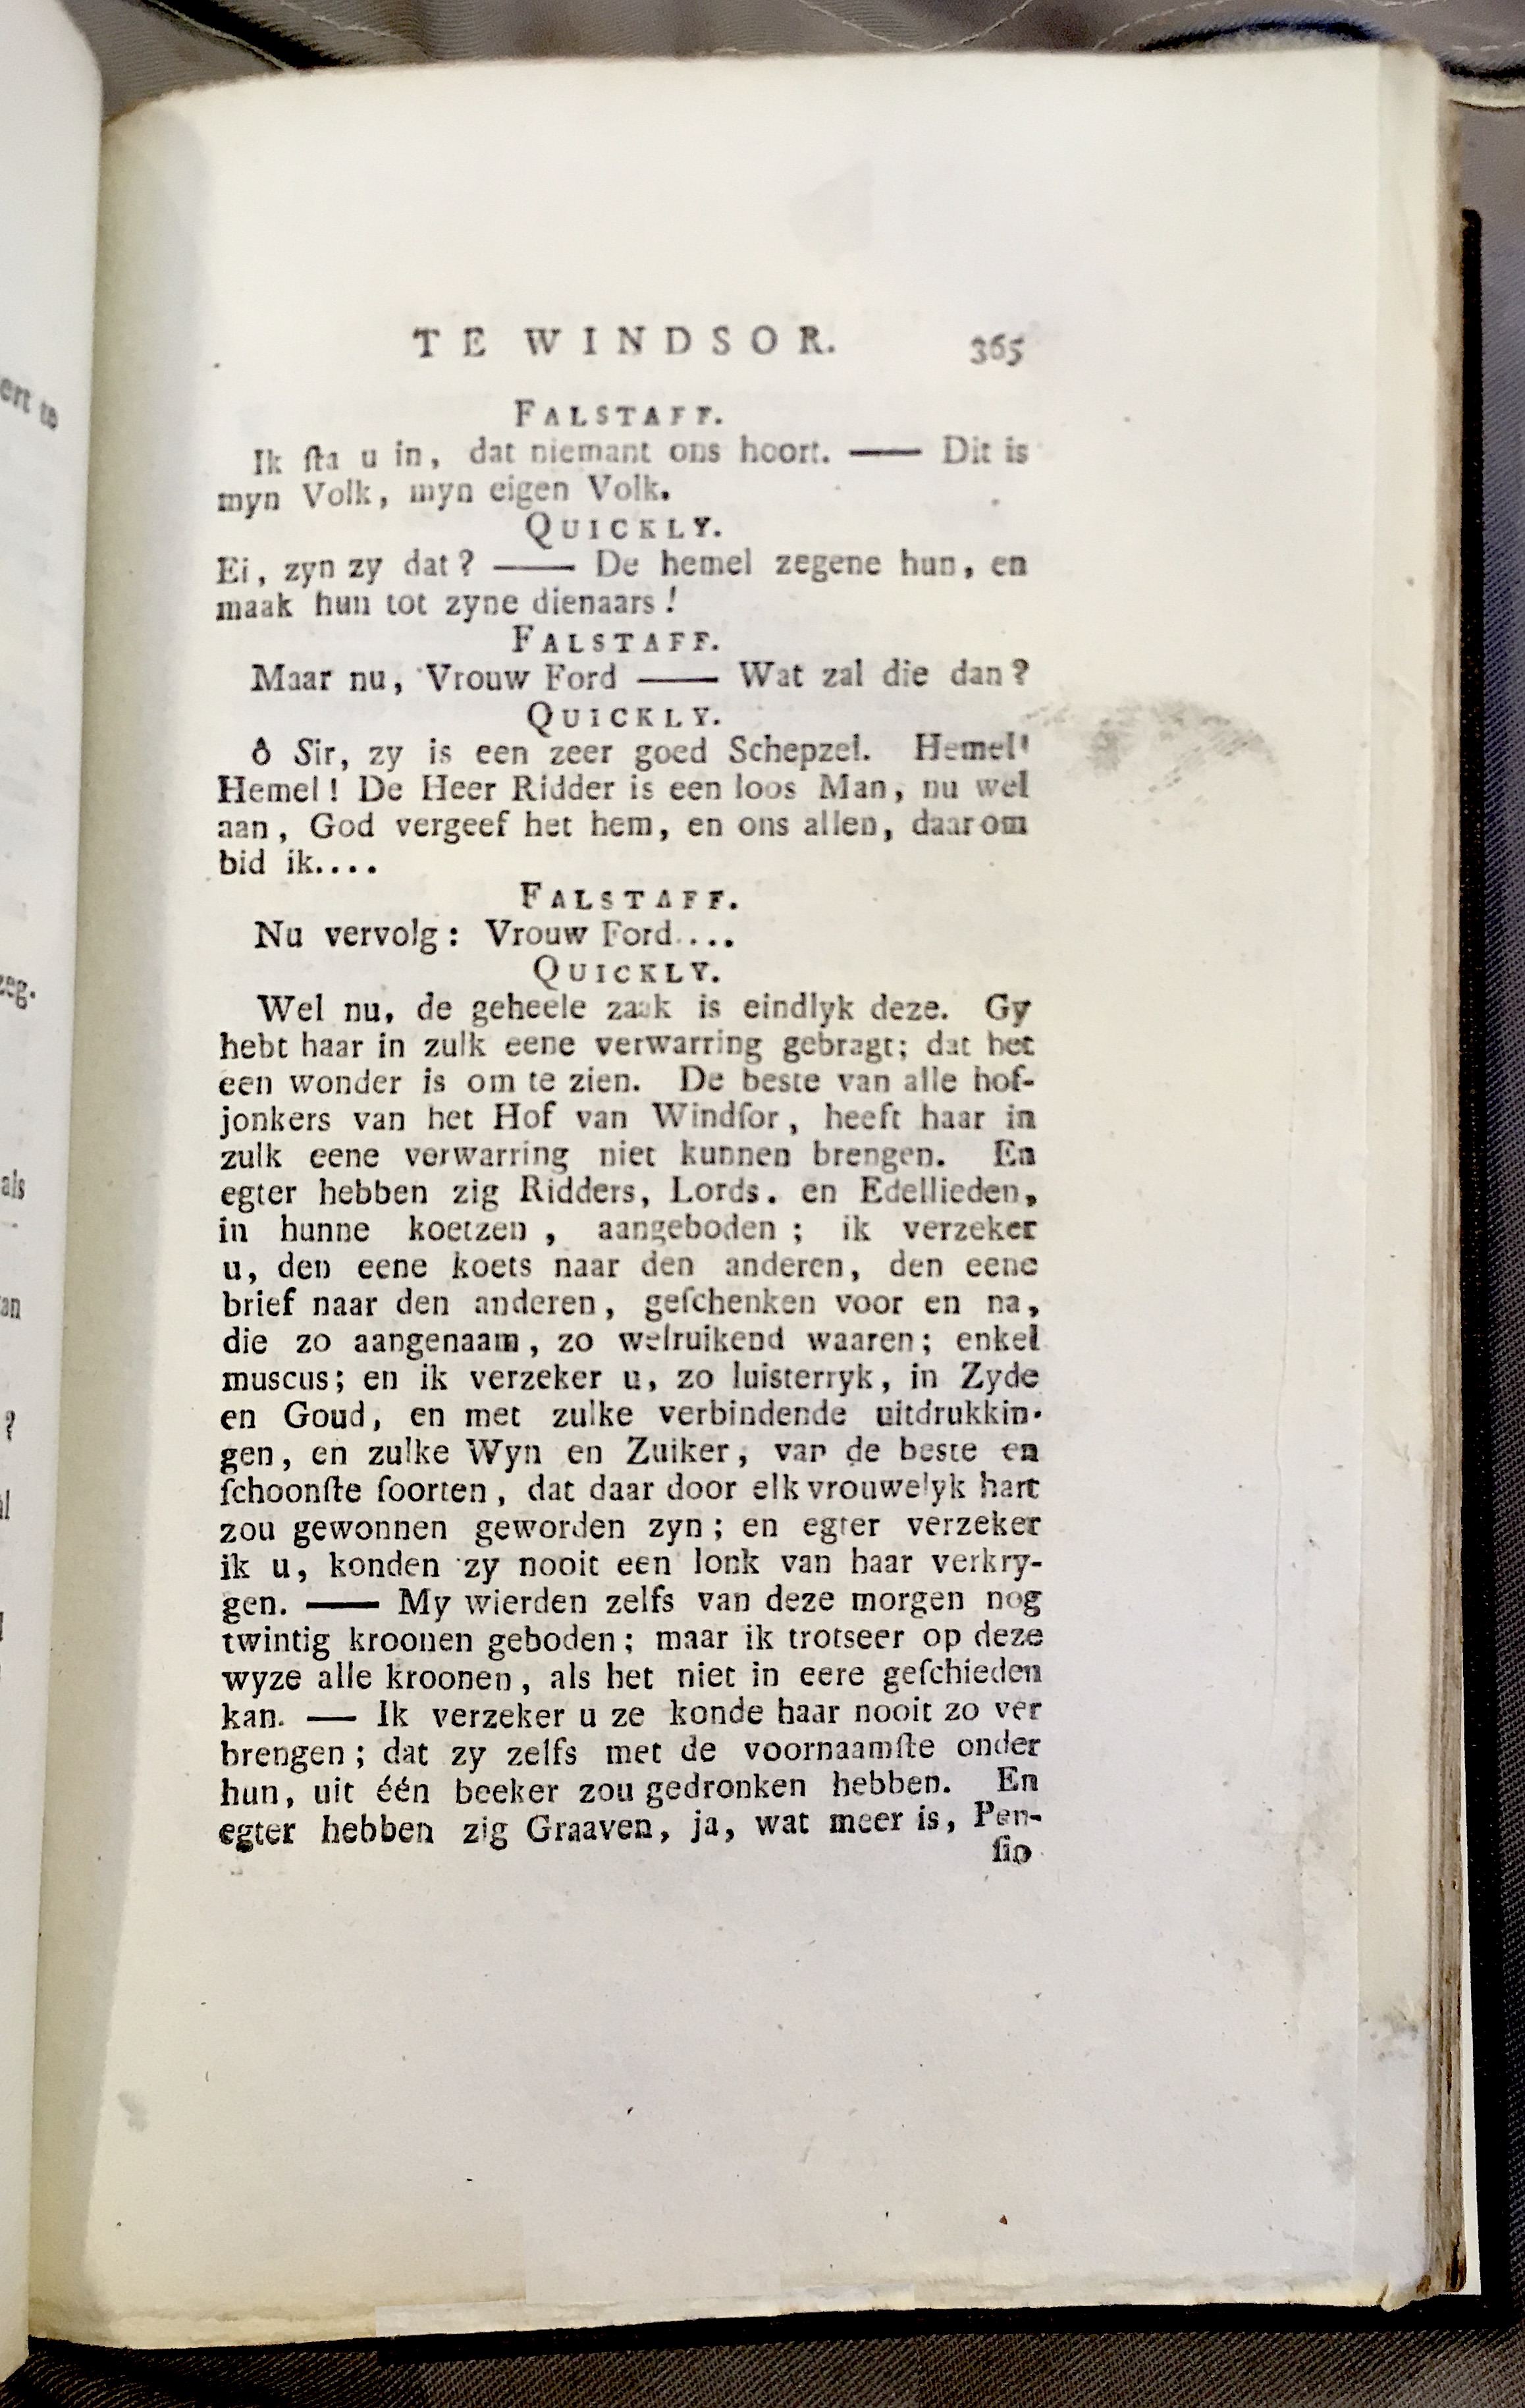 TE WINDSOR. 365
FALSTAFF.
Ik ſta u in, dat niemant ons hoort. —— Dit is
myn Volk, myn eigen Volk.
QUICKLY.
Ei, zyn zy dat? —— De hemel zegene hun, en
maak hun tot zyne dienaars!
FALSTAFF.
Maar nu, Vrouw Ford —— Wat zal die dan?
QUICKLY.
ô Sir, zy is een zeer goed Schepzel. Hemel!
Hemel! De Heer Ridder is een loos Man, nu wel
aan, God vergeef het hem, en ons allen, daarom
bid ik....
FALSTAFF.
Nu vervolg: Vrouw Ford....
QUICKLY.
Wel nu, de geheele zaak is eindlyk deze. Gy
hebt haar in zulk eene verwarring gebragt; dat het
een wonder is om te zien. De beste van alle hof-
jonkers van het Hof van Windſor, heeft haar in
zulk eene verwarring niet kunnen brengen. En
egter hebben zig Ridders, Lords. en Edellieden,
in hunne koetzen, aangeboden; ik verzeker
u, den eene koets naar den anderen, den eene
brief naar den anderen, geſchenken voor en na,
die zo aangenaam, zo welruikend waaren; enkel
muscus; en ik verzeker u, zo luisterryk, in Zyde
en Goud, en met zulke verbindende uitdrukkin-
gen, en zulke Wyn en Zuiker, van de beste en
ſchoonſte ſoorten, dat daar door elk vrouwelyk hart
zou gewonnen geworden zyn; en egter verzeker
ik u, konden zy nooit een lonk van haar verkry-
gen. —— My wierden zelfs van deze morgen nog
twintig kroonen geboden; maar ik trotseer op deze
wyze alle kroonen, als het niet in eere geſchieden
kan. — Ik verzeker u ze konde haar nooit zo ver
brengen; dat zy zelfs met de voornaamſte onder
hun, uit één beeker zou gedronken hebben. En
egter hebben zig Graaven, ja, wat meer is, Pen-
ſio